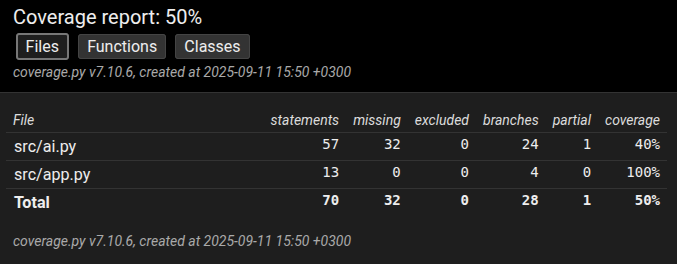 Coverage report: 50%
Files Functions Classes
coverage.py v7.10.6, created at 2025-09-11 15:50 +0300
File statements missing excluded branches partial coverage
src/ai.py 57 32 0 24 1 40%
src/app.py 13 0 0 4 0 100%
Total 70 32 0 28 1 50%
coverage.py v7.10.6, created at 2025-09-11 15:50 +0300